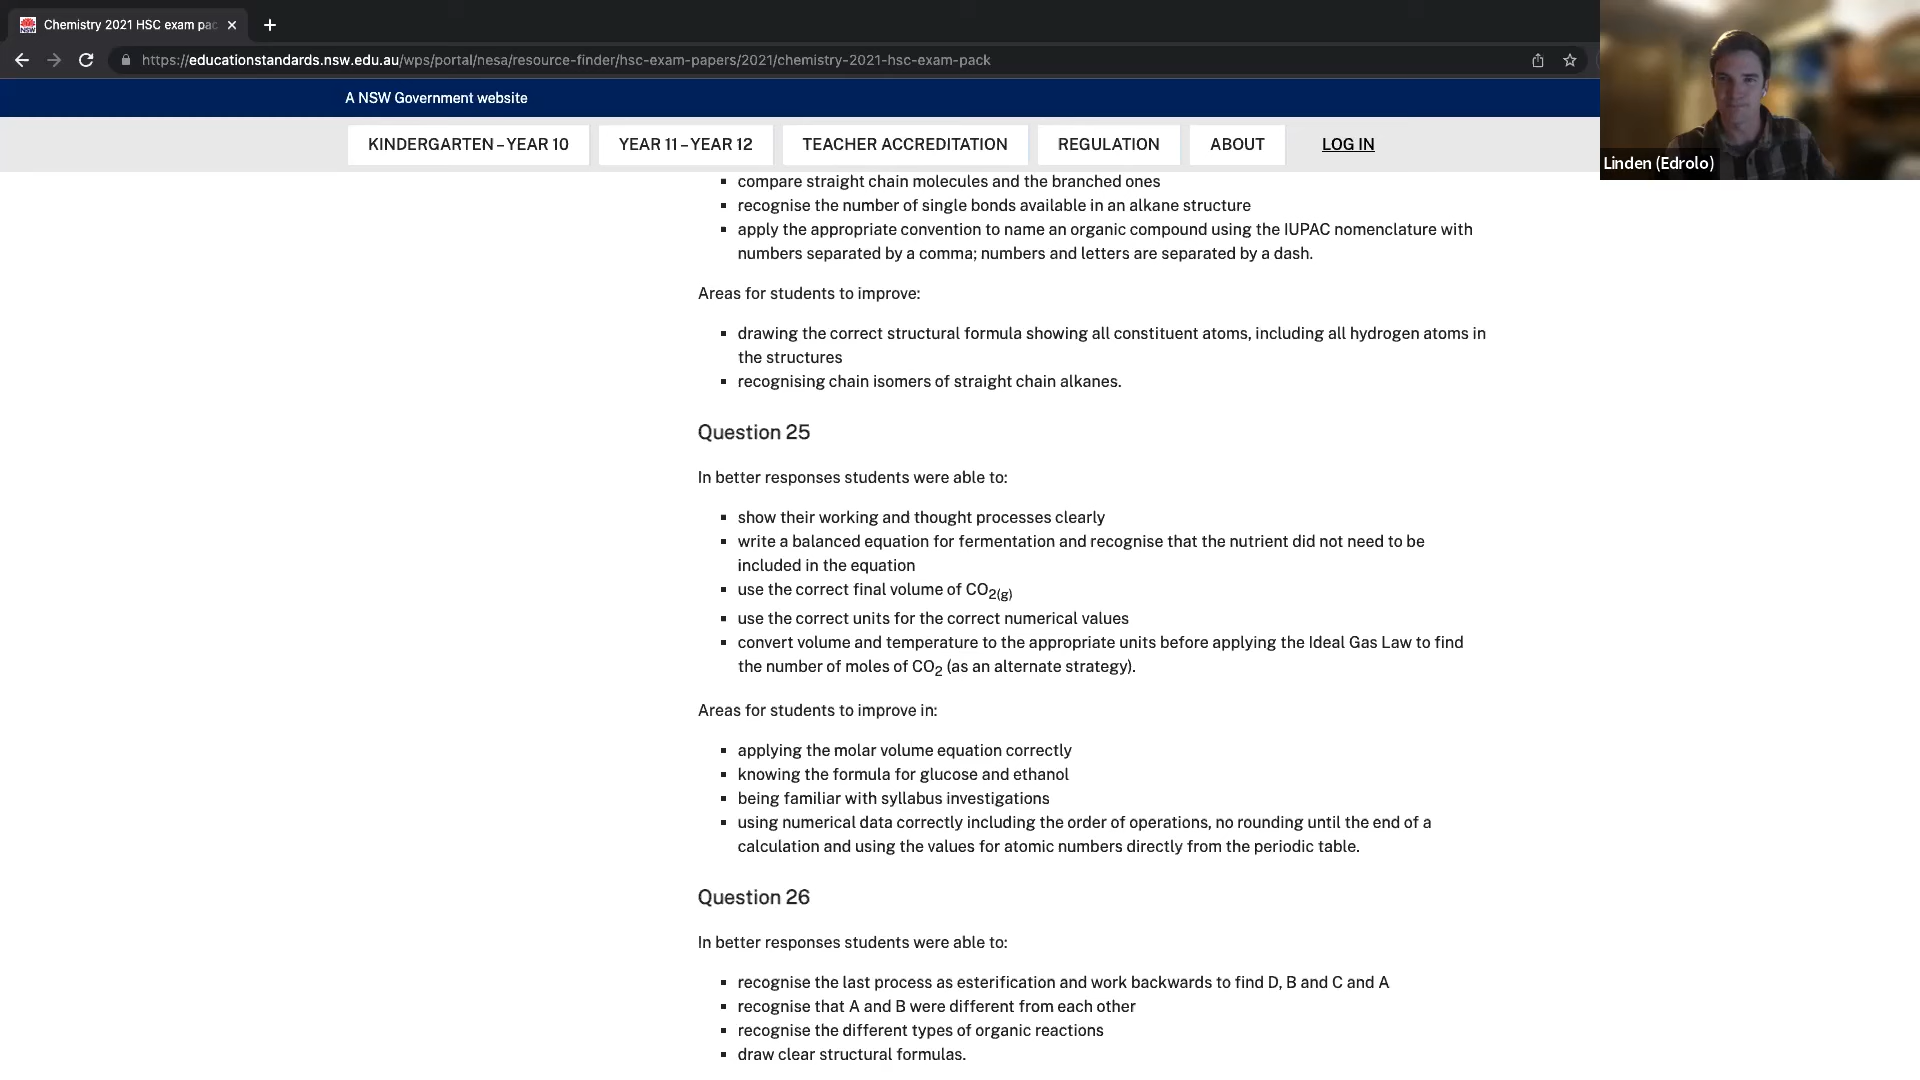 Chemistry 2021 HSC exam pac
https://educationstandards.nsw.edu.au/wps/portal/nesa/resource-finder/hsc-exam-papers/2021/chemistry-2021-hsc-exam-pack
A NSW Government website
KINDERGARTEN – YEAR 10 YEAR 11 – YEAR 12 TEACHER ACCREDITATION REGULATION ABOUT LOG IN
Linden (Edrolo)
▪ compare straight chain molecules and the branched ones
▪ recognise the number of single bonds available in an alkane structure
▪ apply the appropriate convention to name an organic compound using the IUPAC nomenclature with
numbers separated by a comma; numbers and letters are separated by a dash.
Areas for students to improve:
▪ drawing the correct structural formula showing all constituent atoms, including all hydrogen atoms in
the structures
▪ recognising chain isomers of straight chain alkanes.
Question 25
In better responses students were able to:
▪ show their working and thought processes clearly
▪ write a balanced equation for fermentation and recognise that the nutrient did not need to be
included in the equation
▪ use the correct final volume of CO2(g)
▪ use the correct units for the correct numerical values
▪ convert volume and temperature to the appropriate units before applying the Ideal Gas Law to find
the number of moles of CO2 (as an alternate strategy).
Areas for students to improve in:
▪ applying the molar volume equation correctly
▪ knowing the formula for glucose and ethanol
▪ being familiar with syllabus investigations
▪ using numerical data correctly including the order of operations, no rounding until the end of a
calculation and using the values for atomic numbers directly from the periodic table.
Question 26
In better responses students were able to:
▪ recognise the last process as esterification and work backwards to find D, B and C and A
▪ recognise that A and B were different from each other
▪ recognise the different types of organic reactions
▪ draw clear structural formulas.